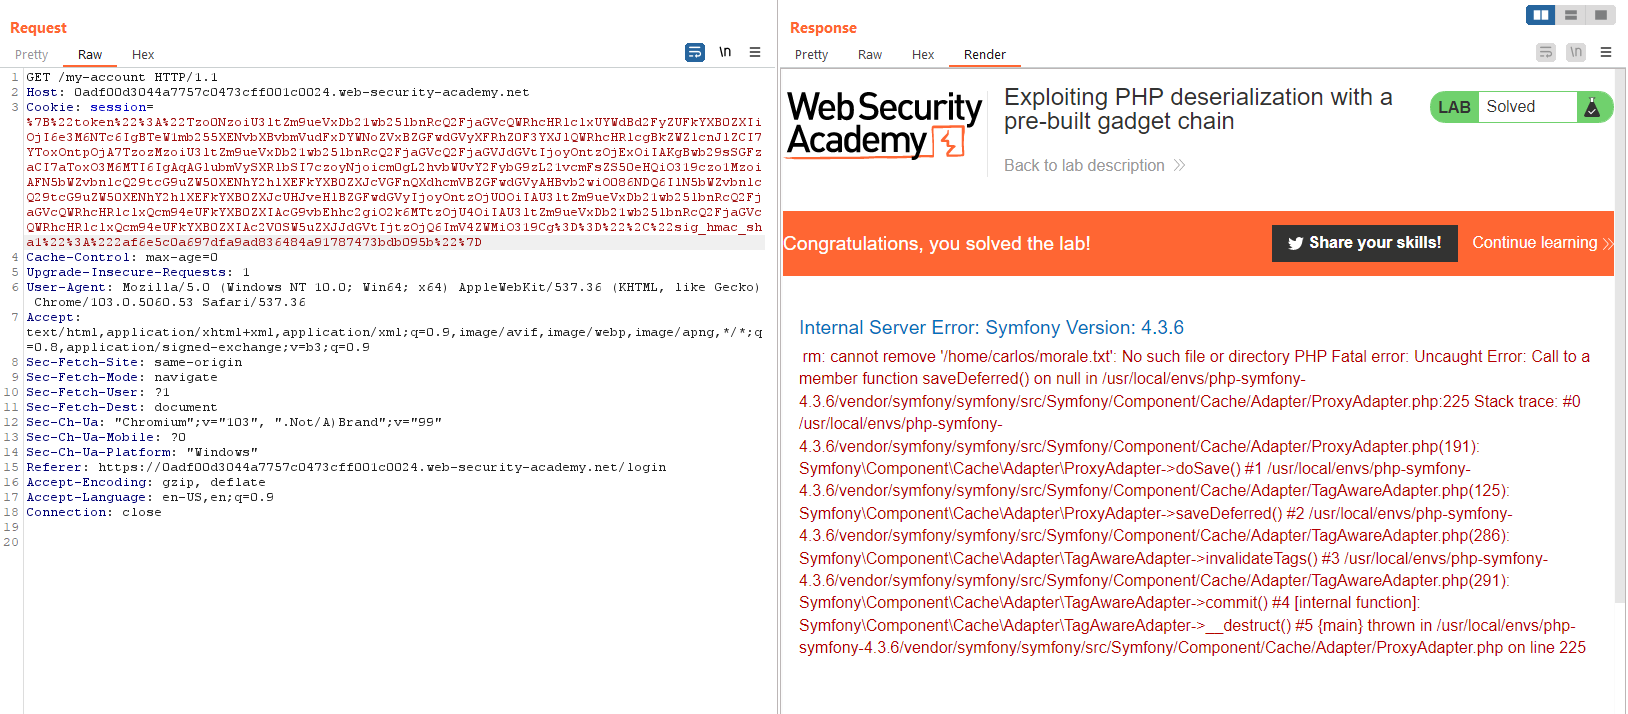 Request
Pretty Raw Hex
\n
1 GET /my-account HTTP/1.1
2 Host: 0adf00d3044a7757c0473cff001c0024.web-security-academy.net
3 Cookie: session=
4 Cache-Control: max-age=0
5 Upgrade-Insecure-Requests: 1
6 User-Agent: Mozilla/5.0 (Windows NT 10.0; Win64; x64) AppleWebKit/537.36 (KHTML, like Gecko)
Chrome/103.0.5060.53 Safari/537.36
7 Accept:
text/html,application/xhtml+xml,application/xml;q=0.9,image/avif,image/webp,image/apng,*/*;q
=0.8,application/signed-exchange;v=b3;q=0.9
8 Sec-Fetch-Site: same-origin
9 Sec-Fetch-Mode: navigate
10 Sec-Fetch-User: ?1
11 Sec-Fetch-Dest: document
12 Sec-Ch-Ua: "Chromium";v="103", ".Not/A)Brand";v="99"
13 Sec-Ch-Ua-Mobile: ?0
14 Sec-Ch-Ua-Platform: "Windows"
15 Referer: https://0adf00d3044a7757c0473cff001c0024.web-security-academy.net/login
16 Accept-Encoding: gzip, deflate
17 Accept-Language: en-US,en;q=0.9
18 Connection: close
19
20
Response
Pretty Raw Hex Render
\n
WebSecurity
Academy
Exploiting PHP deserialization with a
pre-built gadget chain
Back to lab description
LAB Solved
Congratulations, you solved the lab!
Share your skills!
Continue learning
Internal Server Error: Symfony Version: 4.3.6
rm: cannot remove '/home/carlos/morale.txt': No such file or directory PHP Fatal error: Uncaught Error: Call to a
member function saveDeferred() on null in /usr/local/envs/php-symfony-
4.3.6/vendor/symfony/symfony/src/Symfony/Component/Cache/Adapter/ProxyAdapter.php:225 Stack trace: #0
/usr/local/envs/php-symfony-
4.3.6/vendor/symfony/symfony/src/Symfony/Component/Cache/Adapter/ProxyAdapter.php(191):
Symfony\Component\Cache\Adapter\ProxyAdapter->doSave() #1 /usr/local/envs/php-symfony-
4.3.6/vendor/symfony/symfony/src/Symfony/Component/Cache/Adapter/TagAwareAdapter.php(125):
Symfony\Component\Cache\Adapter\ProxyAdapter->saveDeferred() #2 /usr/local/envs/php-symfony-
4.3.6/vendor/symfony/symfony/src/Symfony/Component/Cache/Adapter/TagAwareAdapter.php(286):
Symfony\Component\Cache\Adapter\TagAwareAdapter->invalidateTags() #3 /usr/local/envs/php-symfony-
4.3.6/vendor/symfony/symfony/src/Symfony/Component/Cache/Adapter/TagAwareAdapter.php(291):
Symfony\Component\Cache\Adapter\TagAwareAdapter->commit() #4 [internal function]:
Symfony\Component\Cache\Adapter\TagAwareAdapter->__destruct() #5 {main} thrown in /usr/local/envs/php-
symfony-4.3.6/vendor/symfony/symfony/src/Symfony/Component/Cache/Adapter/ProxyAdapter.php on line 225